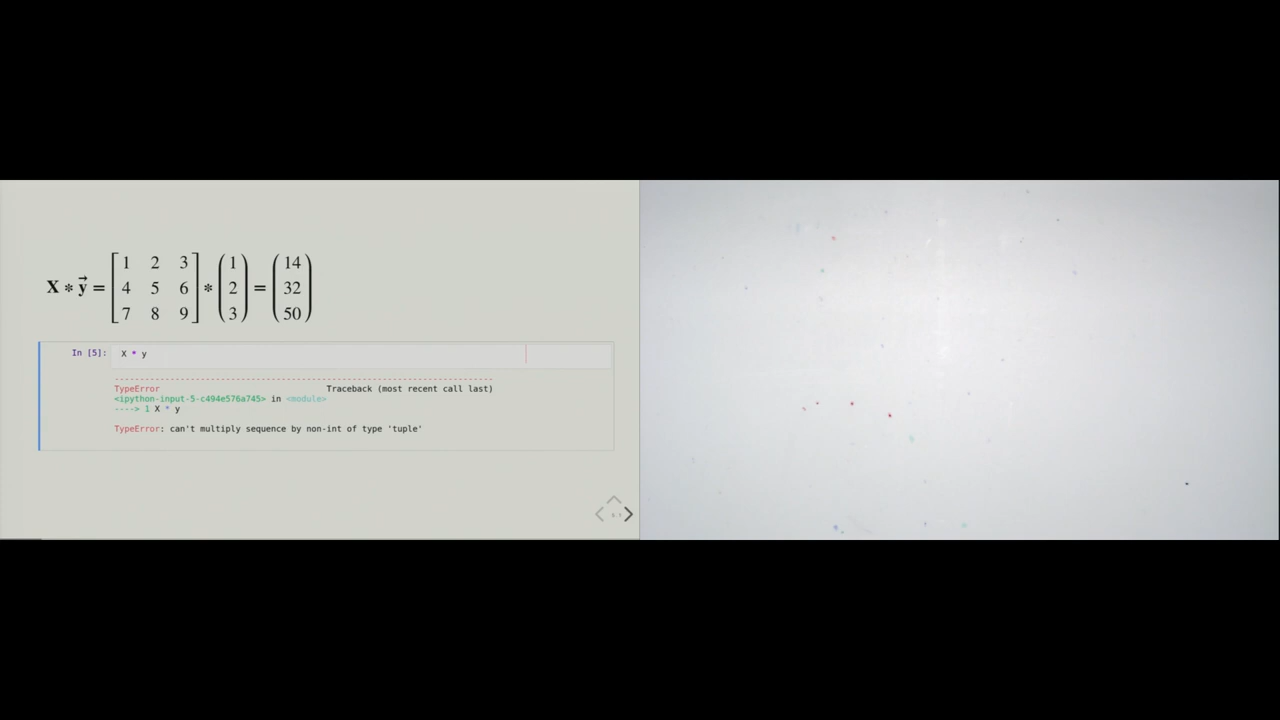 X * y⃗ = [1 2 3; 4 5 6; 7 8 9] * (1; 2; 3) = (14; 32; 50)
In [5]: X * y
---------------------------------------------------------------------------
TypeError Traceback (most recent call last)
<ipython-input-5-c494e576a745> in <module>
----> 1 X * y
TypeError: can't multiply sequence by non-int of type 'tuple'